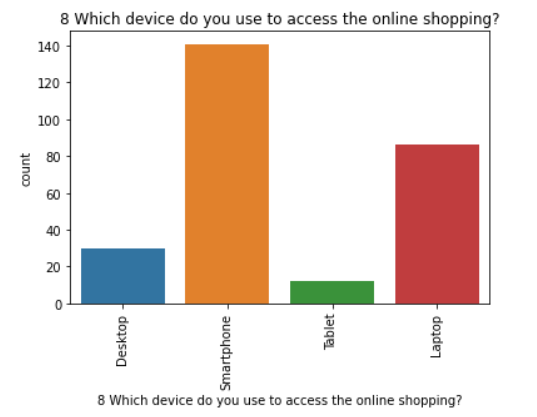 8 Which device do you use to access the online shopping?
140
120
100
80
60
40
20
0
count
Desktop
Smartphone
Tablet
Laptop
8 Which device do you use to access the online shopping?